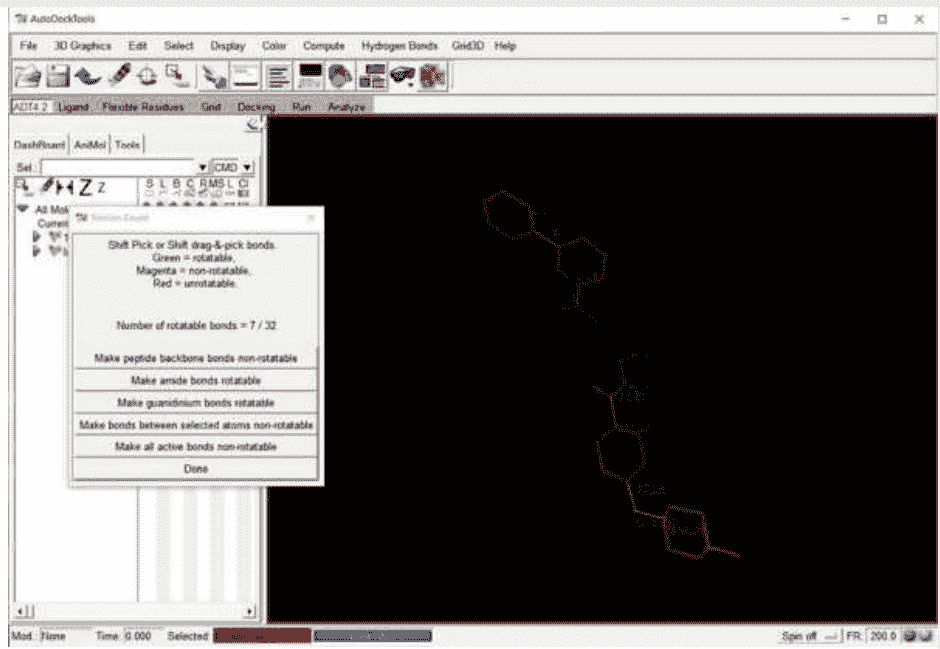 AutoDockTools
File 3D Graphics Edit Select Display Color Compute Hydrogen Bonds Grid3D Help
ADT4.2 Ligand Flexible Residues Grid Docking Run Analyze
DashBoard AniMol Tools
Sel.: CMD
Z z S L B C R MS L Cl
All Mol
Current
Torsion Count
Shift Pick or Shift drag-&-pick bonds.
Green = rotatable,
Magenta = non-rotatable,
Red = unrotatable.
Number of rotatable bonds = 7 / 32
Make peptide backbone bonds non-rotatable
Make amide bonds rotatable
Make guanidinium bonds rotatable
Make bonds between selected atoms non-rotatable
Make all active bonds non-rotatable
Done
Mod.: None Time: 0.000 Selected: Spin off FR: 200.0